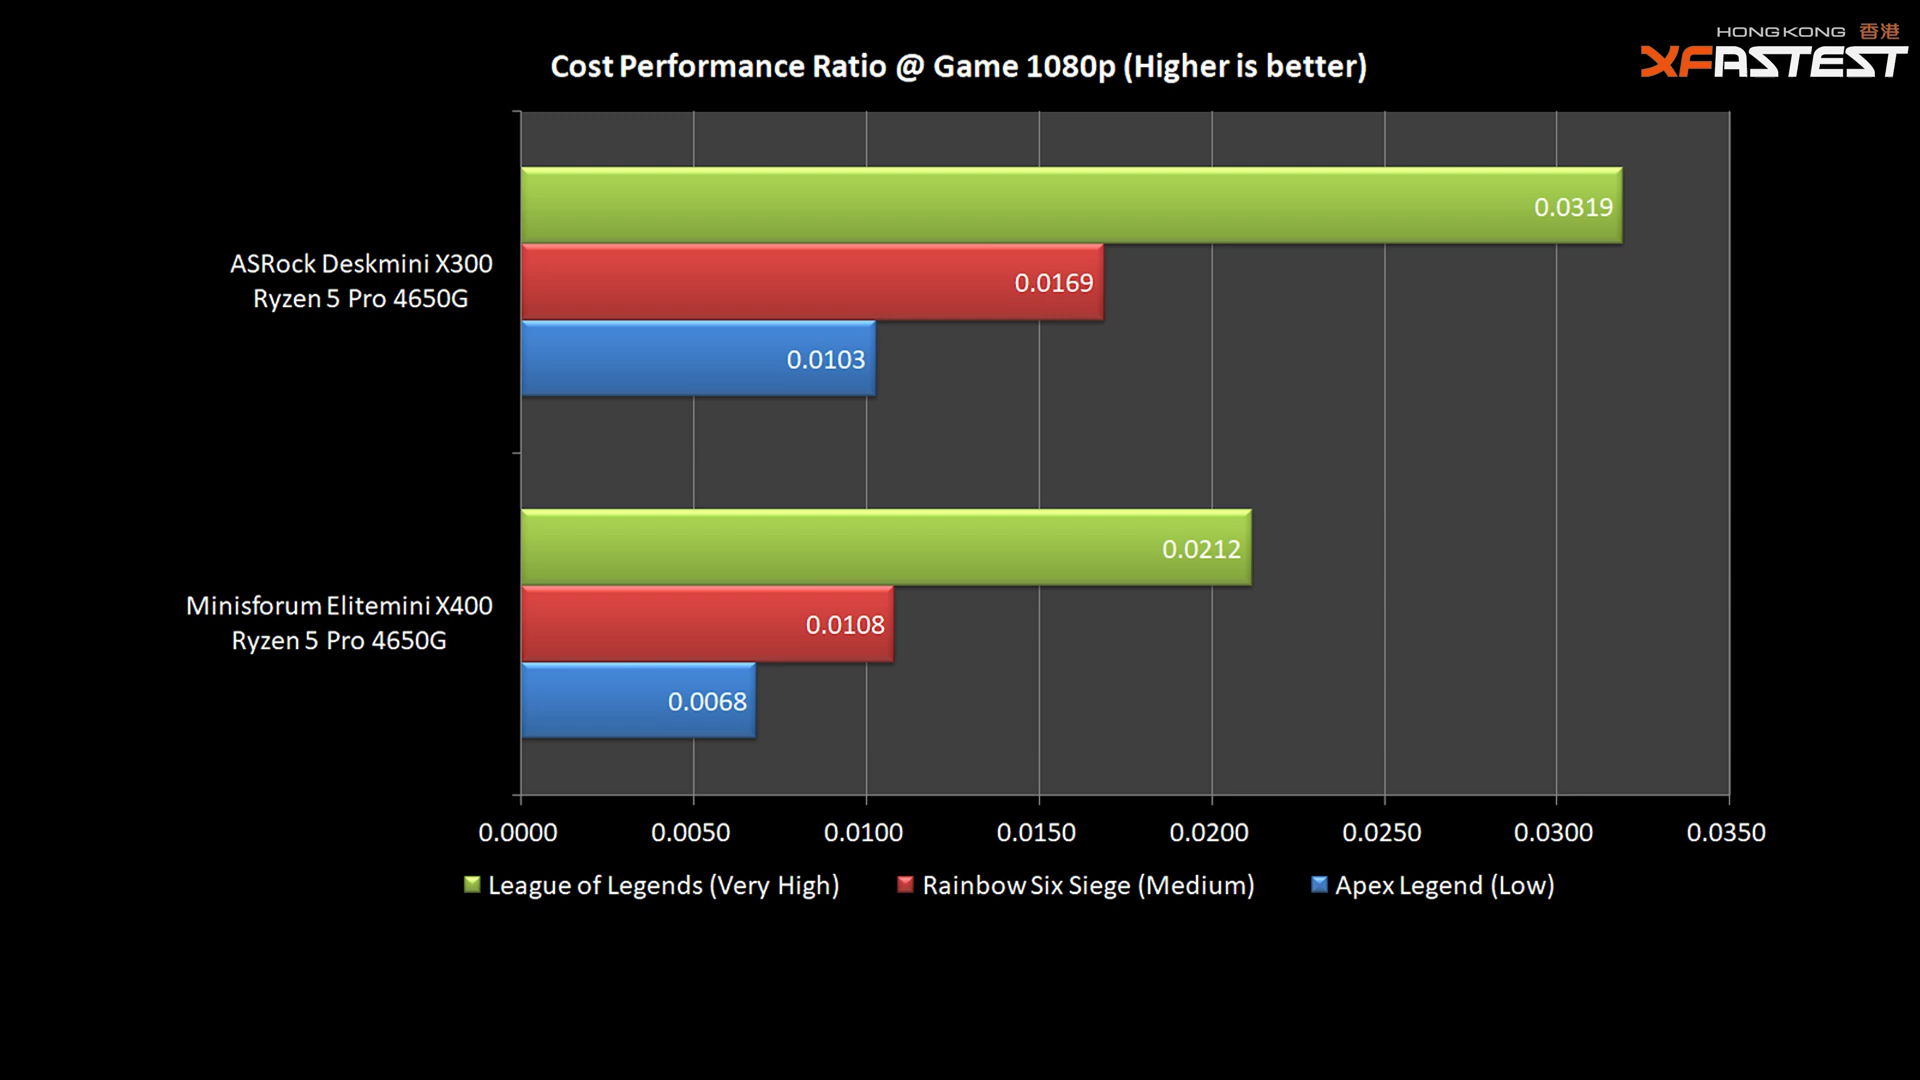 HONG KONG 香港
XFASTEST
Cost Performance Ratio @ Game 1080p (Higher is better)
ASRock Deskmini X300
Ryzen 5 Pro 4650G
0.0319
0.0169
0.0103
Minisforum Elitemini X400
Ryzen 5 Pro 4650G
0.0212
0.0108
0.0068
0.0000 0.0050 0.0100 0.0150 0.0200 0.0250 0.0300 0.0350
League of Legends (Very High) Rainbow Six Siege (Medium) Apex Legend (Low)